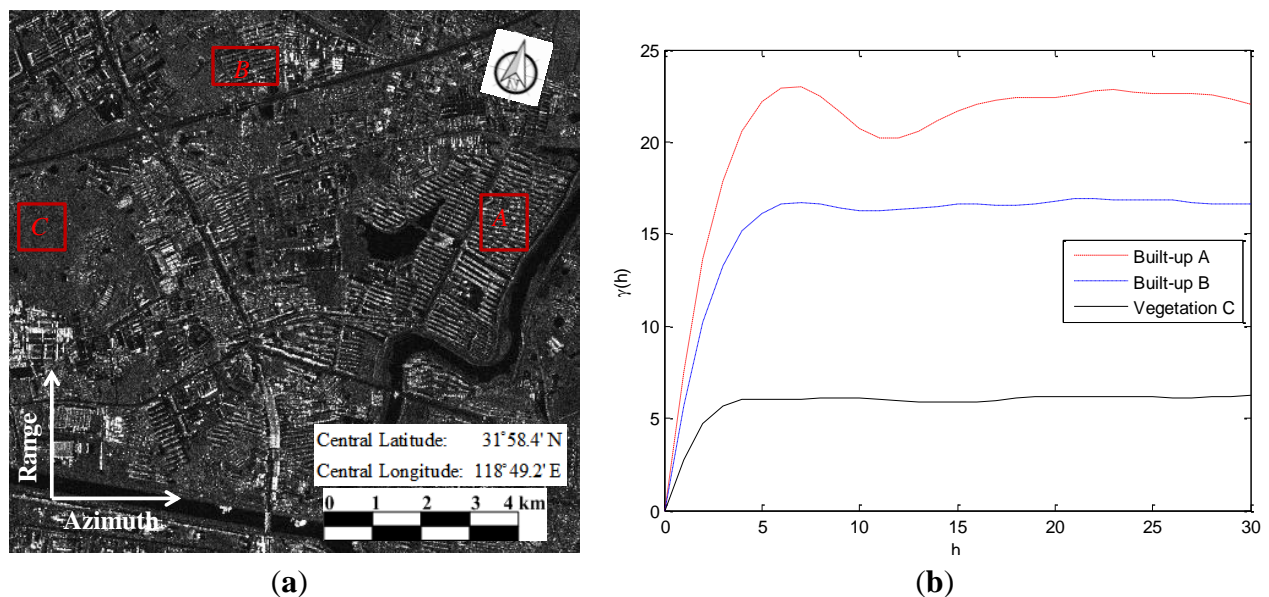 B
C
A
Range
Azimuth
Central Latitude: 31°58.4' N
Central Longitude: 118°49.2' E
0 1 2 3 4 km
(a)
25
20
15
10
5
0
γ(h)
0 5 10 15 20 25 30
h
Built-up A
Built-up B
Vegetation C
(b)